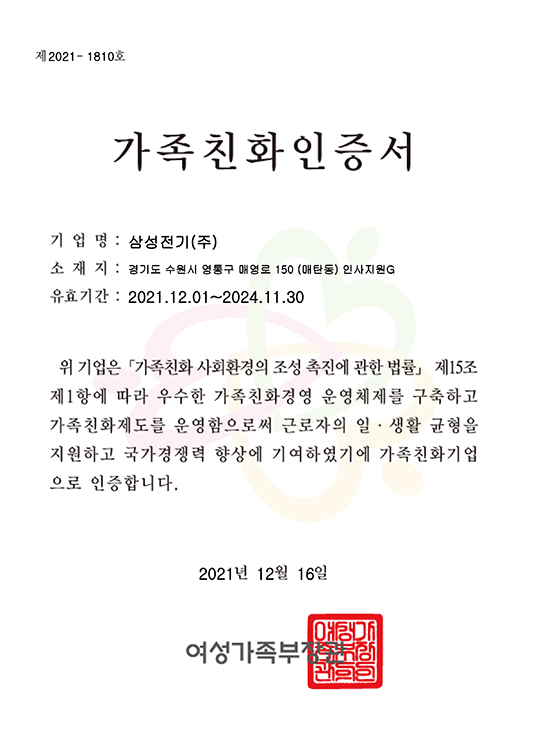 제2021- 1810호
가족친화인증서
기 업 명 : 삼성전기(주)
소 재 지 : 경기도 수원시 영통구 매영로 150 (매탄동) 인사지원G
유효기간 : 2021.12.01~2024.11.30
위 기업은 「가족친화 사회환경의 조성 촉진에 관한 법률」 제15조
제1항에 따라 우수한 가족친화경영 운영체제를 구축하고
가족친화제도를 운영함으로써 근로자의 일 · 생활 균형을
지원하고 국가경쟁력 향상에 기여하였기에 가족친화기업
으로 인증합니다.
2021년 12월 16일
여성가족부장관